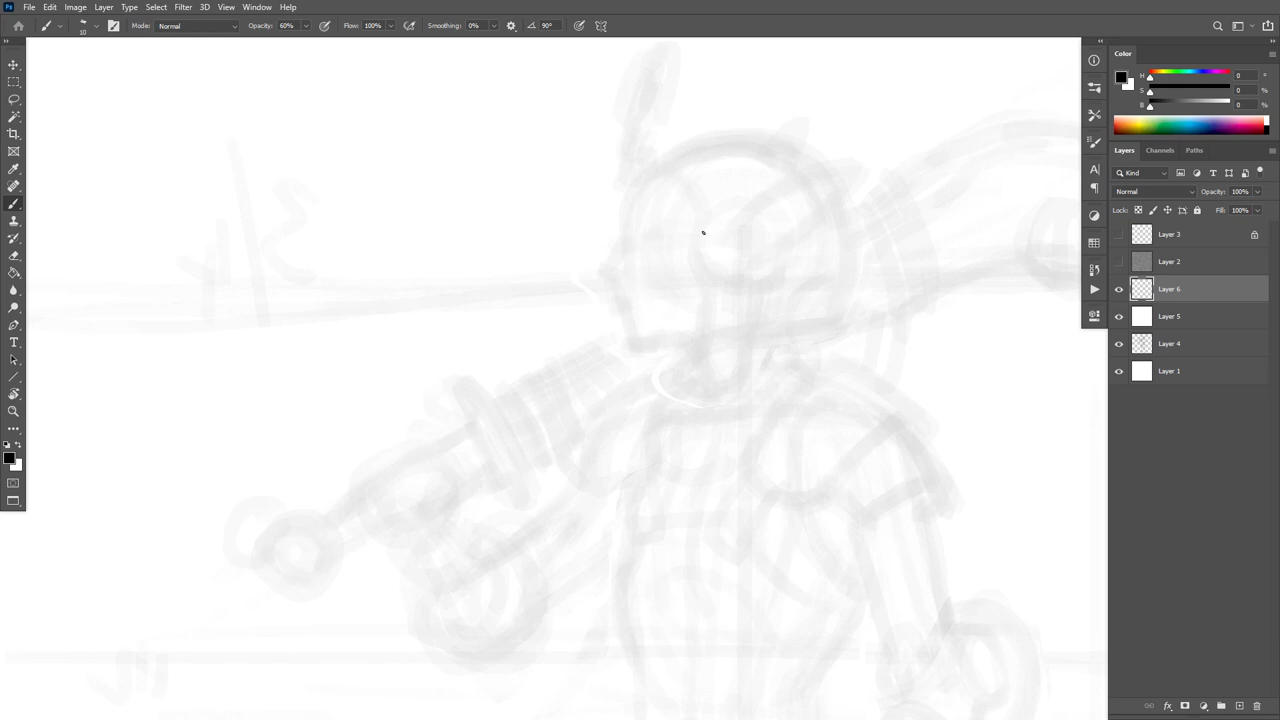 Ps File Edit Image Layer Type Select Filter 3D View Window Help
10 Mode: Normal Opacity: 60% Flow: 100% Smoothing: 0% 90°
Color
H 0 °
S 0 %
B 0 %
Layers Channels Paths
Kind
Normal Opacity: 100%
Lock: Fill: 100%
Layer 3
Layer 2
Layer 6
Layer 5
Layer 4
Layer 1